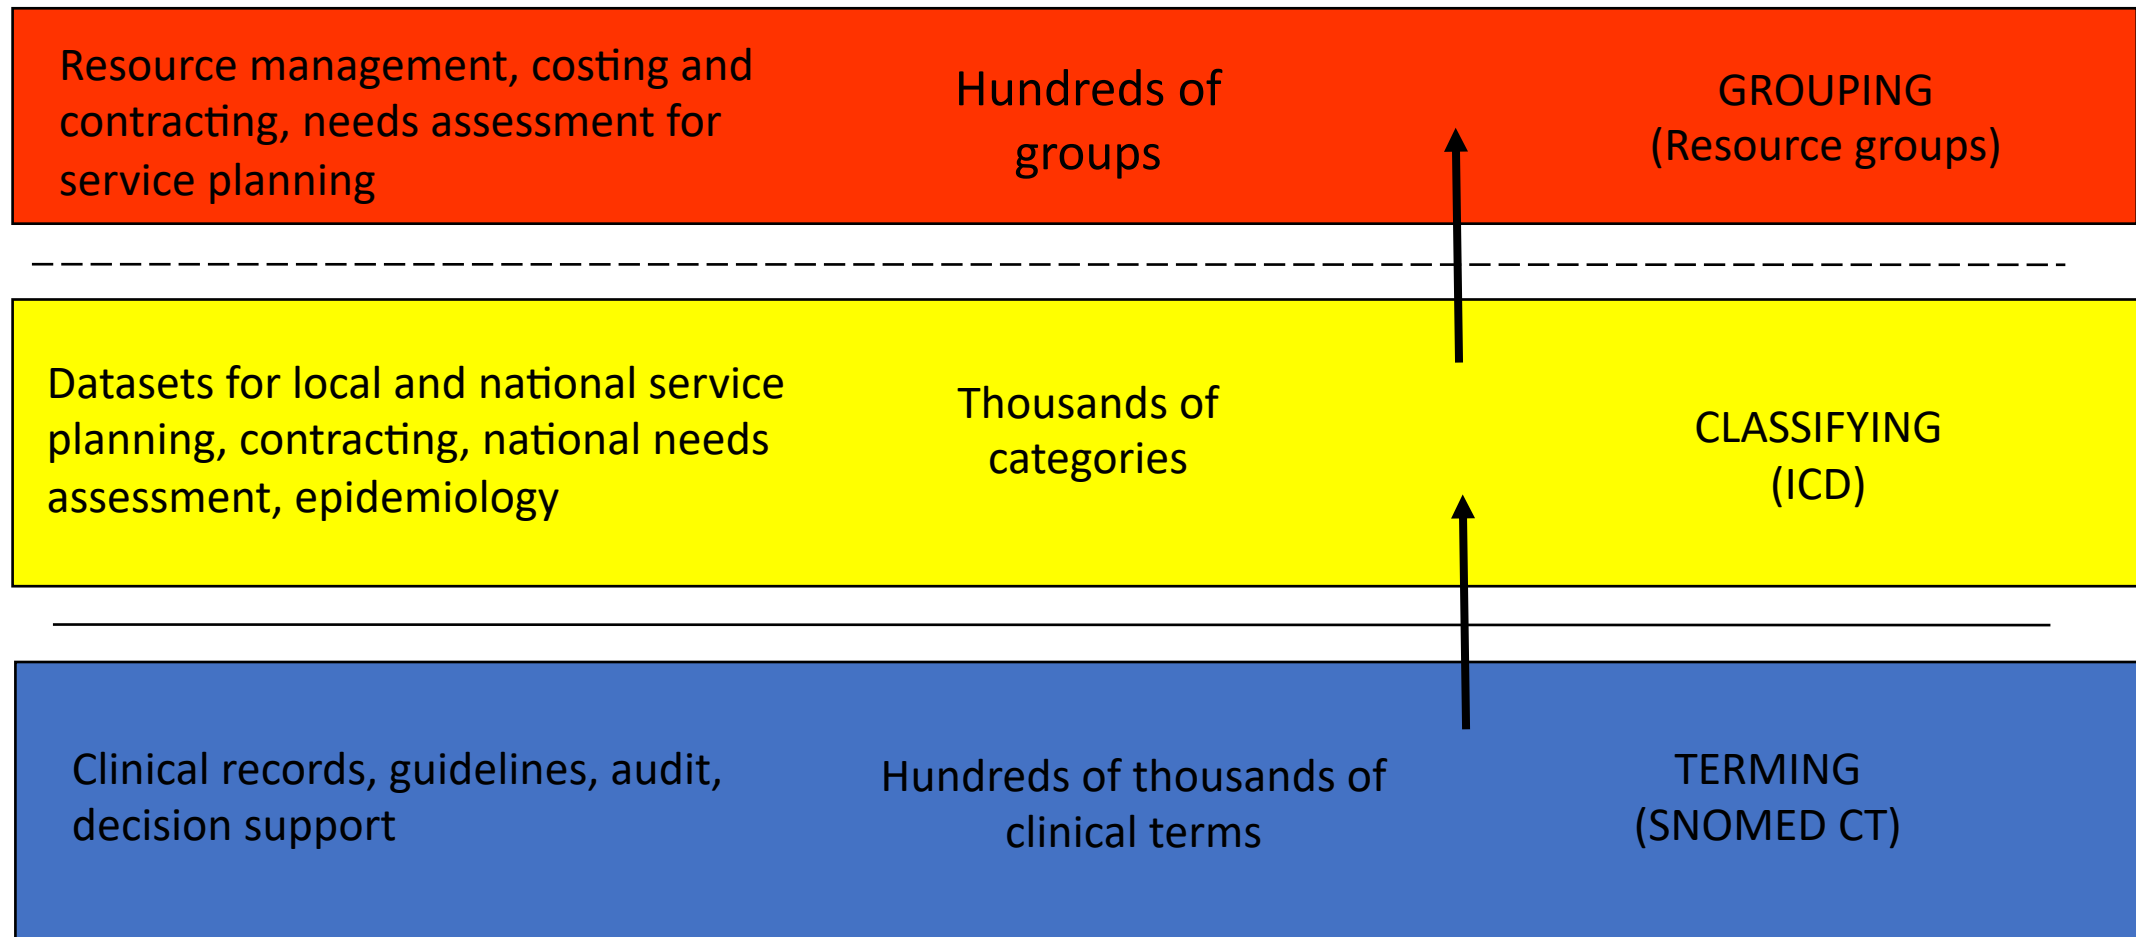 Resource management, costing and
contracting, needs assessment for
service planning
Hundreds of
groups
GROUPING
(Resource groups)
Datasets for local and national service
planning, contracting, national needs
assessment, epidemiology
Thousands of
categories
CLASSIFYING
(ICD)
Clinical records, guidelines, audit,
decision support
Hundreds of thousands of
clinical terms
TERMING
(SNOMED CT)